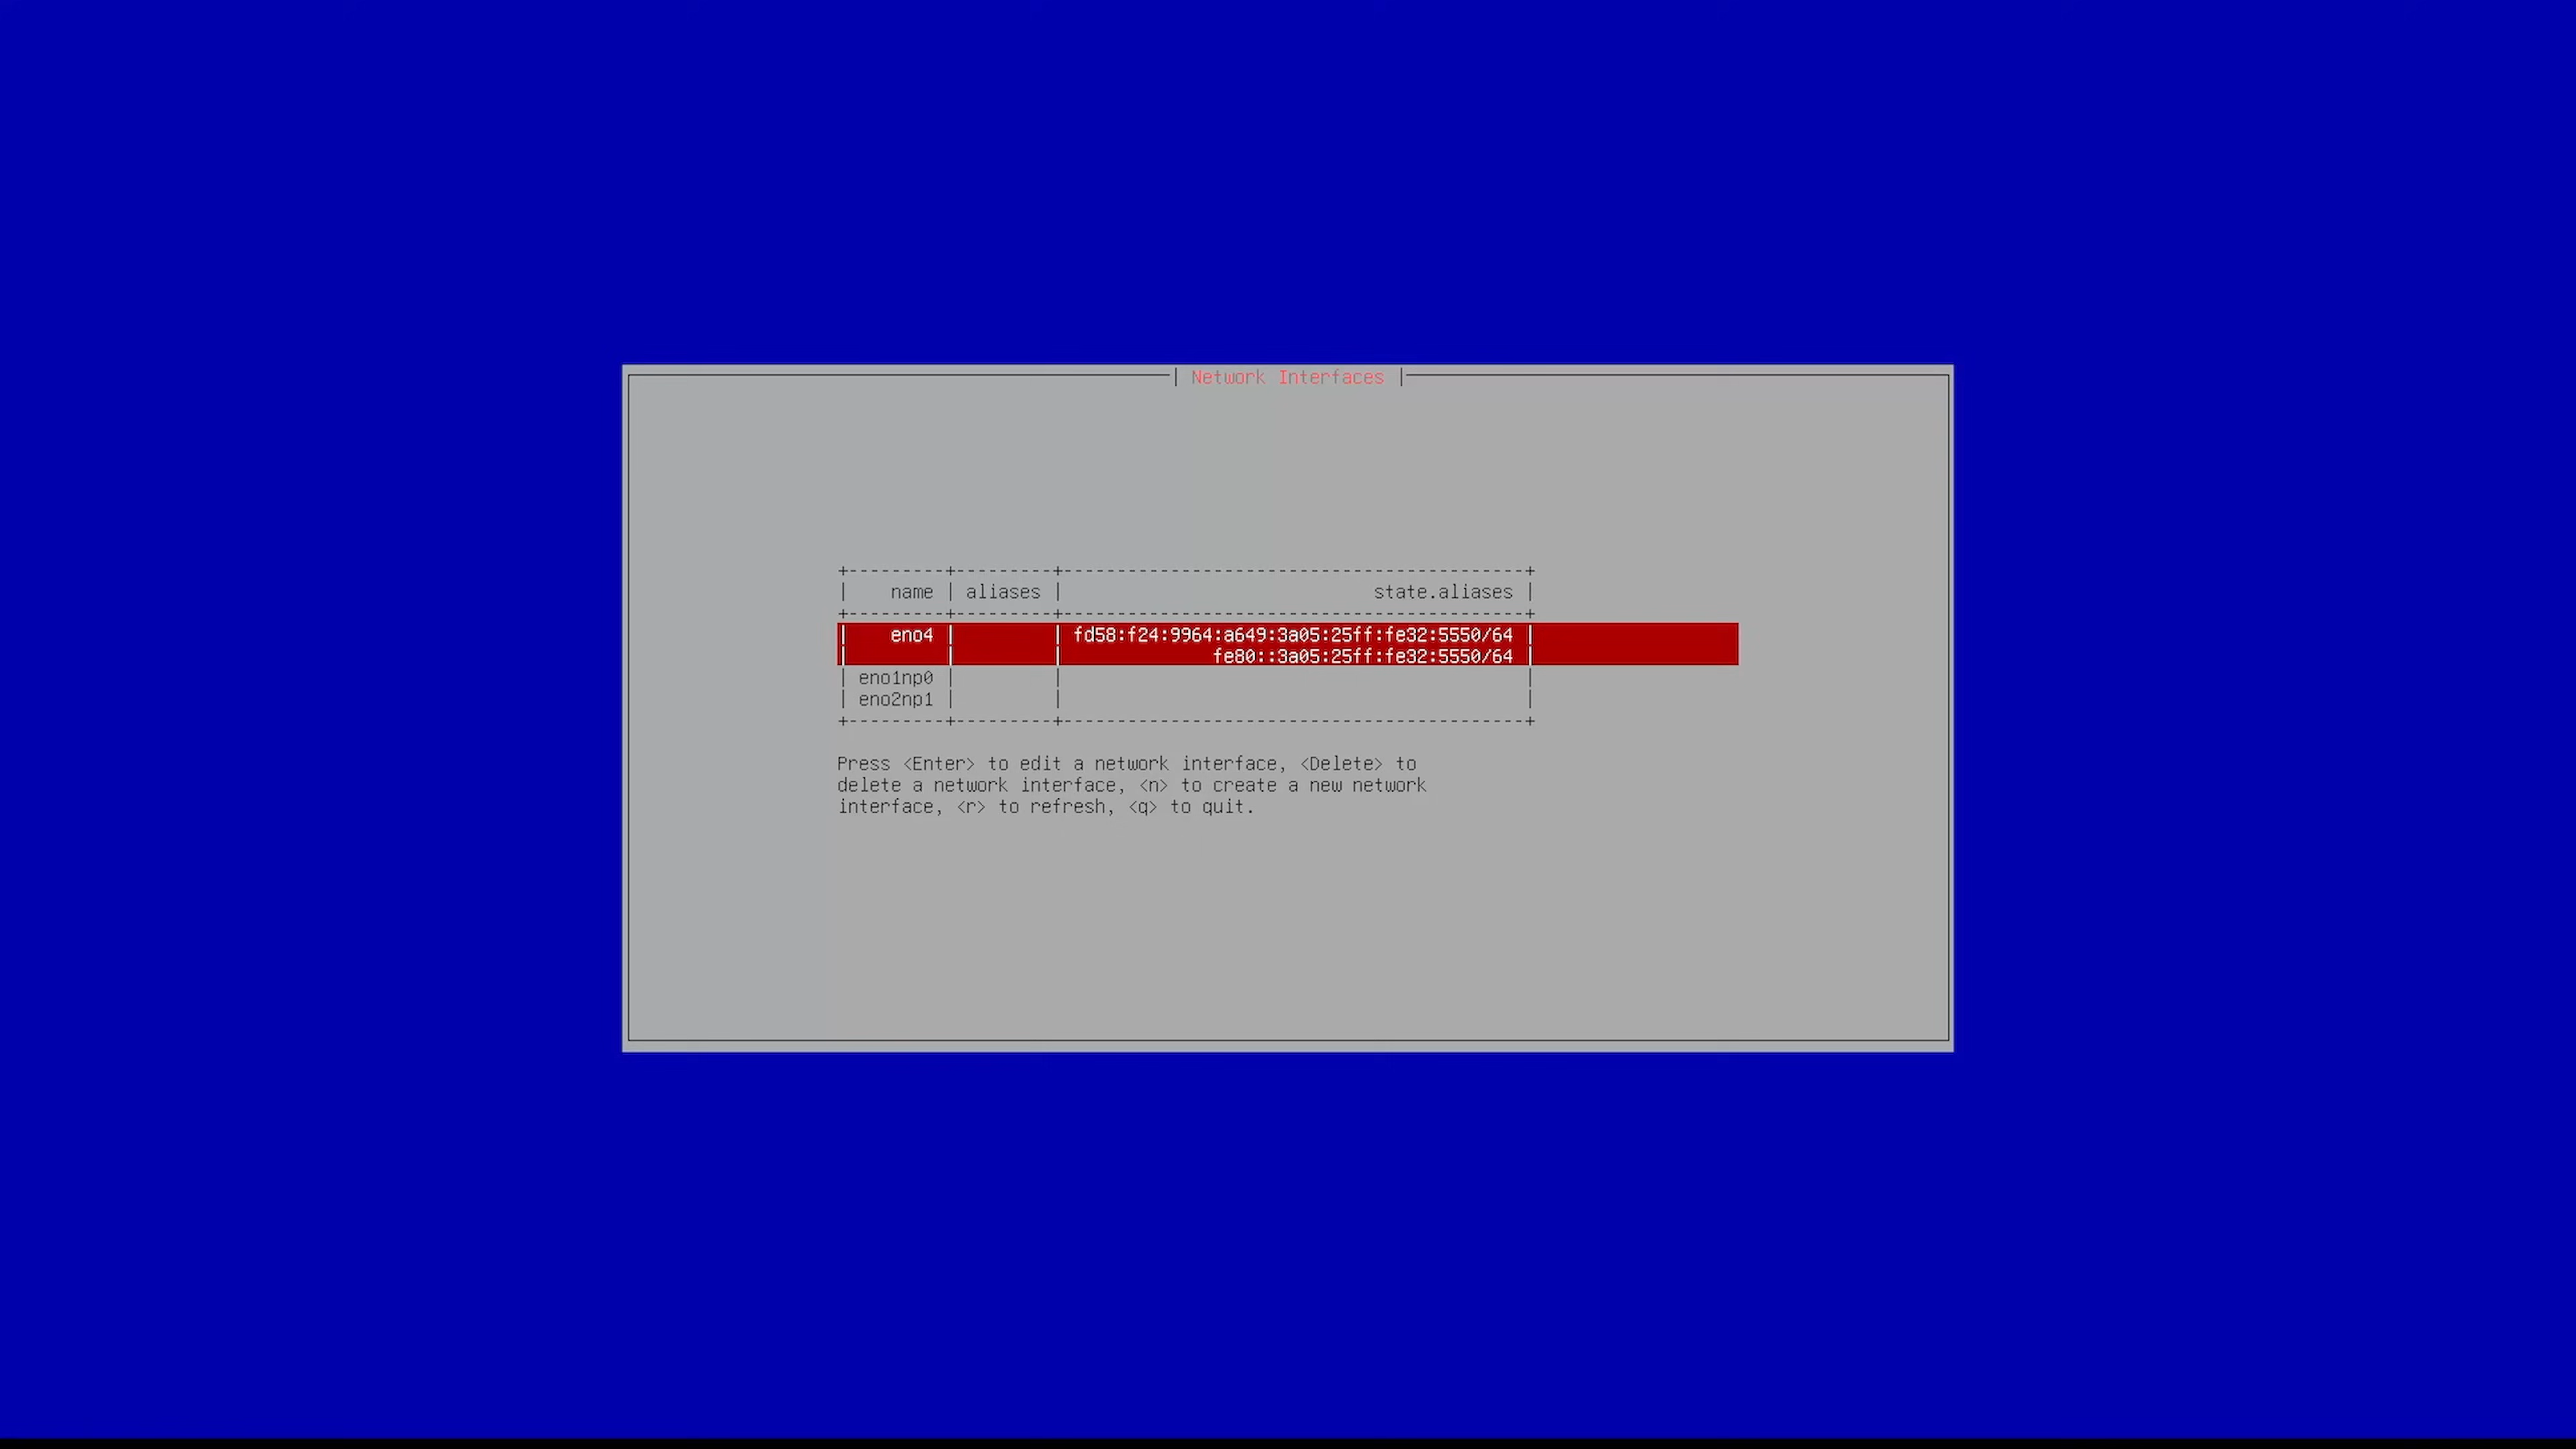 Network Interfaces
+---------+---------+---------------------------------------+
| name | aliases | state.aliases |
+---------+---------+---------------------------------------+
| eno4 | | fd58:f24:9964:a649:3a05:25ff:fe32:5550/64 |
| | | fe80::3a05:25ff:fe32:5550/64 |
| eno1np0 | | |
| eno2np1 | | |
+---------+---------+---------------------------------------+
Press <Enter> to edit a network interface, <Delete> to
delete a network interface, <n> to create a new network
interface, <r> to refresh, <q> to quit.